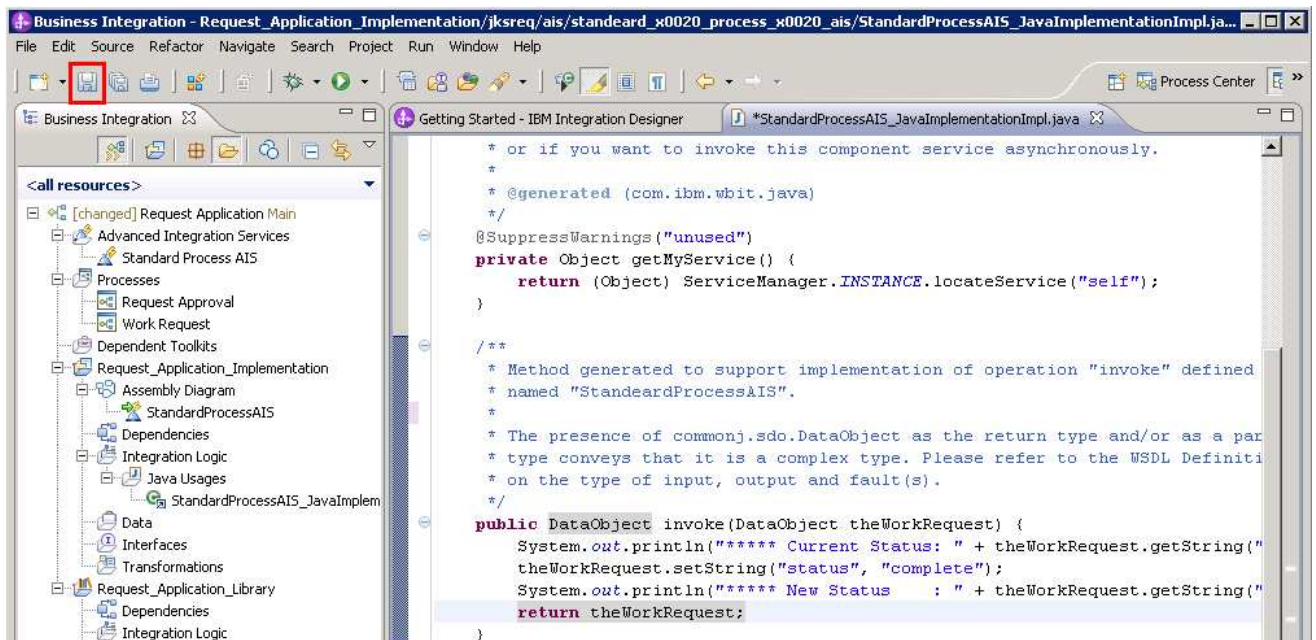 Business Integration - Request_Application_Implementation/jksreq/ais/standeard_x0020_process_x0020_ais/StandardProcessAIS_JavaImplementationImpl.ja...
File Edit Source Refactor Navigate Search Project Run Window Help
Process Center
Business Integration
Getting Started - IBM Integration Designer
*StandardProcessAIS_JavaImplementationImpl.java
<all resources>
[changed] Request Application Main
Advanced Integration Services
Standard Process AIS
Processes
Request Approval
Work Request
Dependent Toolkits
Request_Application_Implementation
Assembly Diagram
StandardProcessAIS
Dependencies
Integration Logic
Java Usages
StandardProcessAIS_JavaImplem
Data
Interfaces
Transformations
Request_Application_Library
Dependencies
Integration Logic
* or if you want to invoke this component service asynchronously.
*
* @generated (com.ibm.wbit.java)
*/
@SuppressWarnings("unused")
private Object getMyService() {
return (Object) ServiceManager.INSTANCE.locateService("self");
}
/**
* Method generated to support implementation of operation "invoke" defined
* named "StandeardProcessAIS".
*
* The presence of commonj.sdo.DataObject as the return type and/or as a par
* type conveys that it is a complex type. Please refer to the WSDL Definiti
* on the type of input, output and fault(s).
*/
public DataObject invoke(DataObject theWorkRequest) {
System.out.println("***** Current Status: " + theWorkRequest.getString("
theWorkRequest.setString("status", "complete");
System.out.println("***** New Status    : " + theWorkRequest.getString("
return theWorkRequest;
}